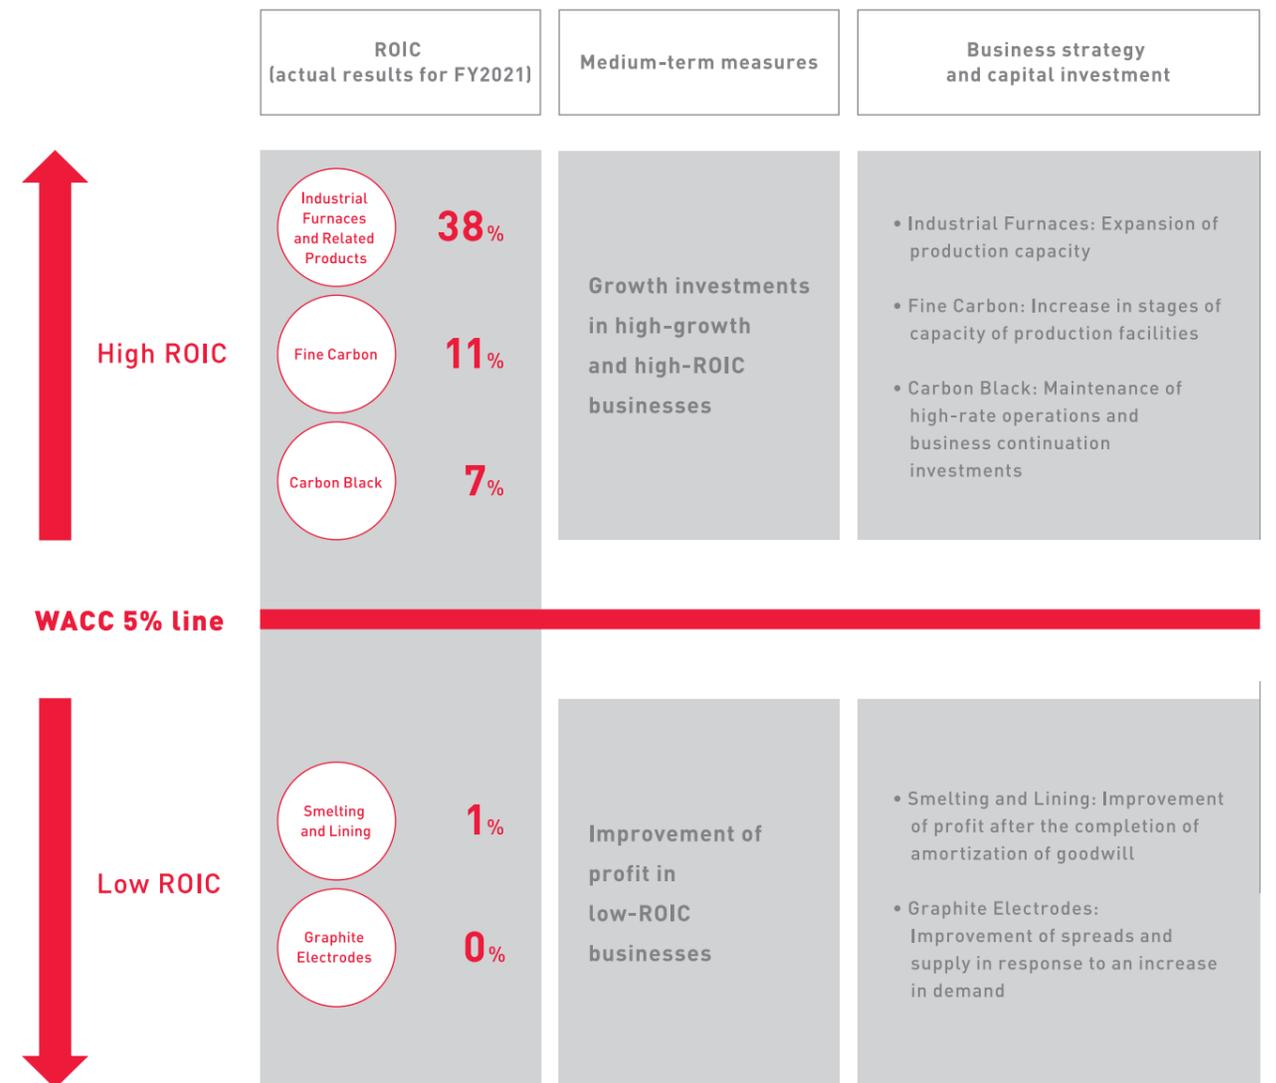 ROIC
(actual results for FY2021)
Medium-term measures
Business strategy
and capital investment
High ROIC
Industrial
Furnaces
and Related
Products
38%
Fine Carbon
11%
Carbon Black
7%
Growth investments
in high-growth
and high-ROIC
businesses
• Industrial Furnaces: Expansion of
production capacity
• Fine Carbon: Increase in stages of
capacity of production facilities
• Carbon Black: Maintenance of
high-rate operations and
business continuation
investments
WACC 5% line
Low ROIC
Smelting
and Lining
1%
Graphite
Electrodes
0%
Improvement of
profit in
low-ROIC
businesses
• Smelting and Lining: Improvement
of profit after the completion of
amortization of goodwill
• Graphite Electrodes:
Improvement of spreads and
supply in response to an increase
in demand